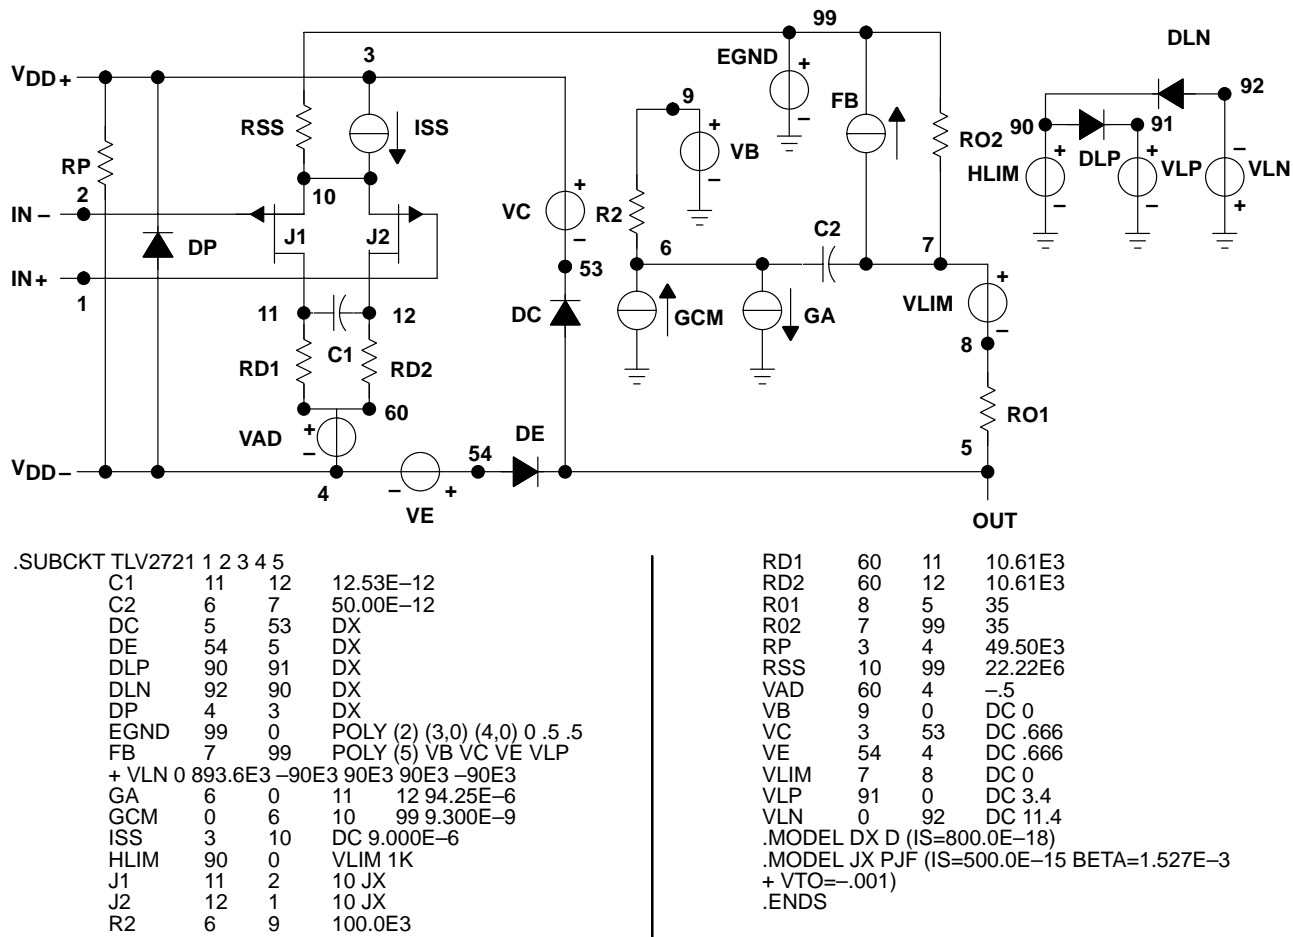 99
3
DLN
VDD+
EGND
+
9
FB
92
RSS
ISS
+
–
+
–
90
91
VB
RO2
+
DLP
+
–
RP
–
10
HLIM
VLP
VLN
2
–
–
+
IN–
+
VC
R2
C2
J1
J2
–
6
7
DP
IN+
53
+
1
VLIM
11
12
DC
GCM
GA
–
8
C1
RD1
RD2
RO1
60
+
DE
VAD
–
54
5
VDD–
4
–
+
VE
OUT
.SUBCKT TLV2721 1 2 3 4 5
C1 11 12 12.53E–12
C2 6 7 50.00E–12
DC 5 53 DX
DE 54 5 DX
DLP 90 91 DX
DLN 92 90 DX
DP 4 3 DX
EGND 99 0 POLY (2) (3,0) (4,0) 0 .5 .5
FB 7 99 POLY (5) VB VC VE VLP
+ VLN 0 893.6E3 –90E3 90E3 90E3 –90E3
GA 6 0 11 12 94.25E–6
GCM 0 6 10 99 9.300E–9
ISS 3 10 DC 9.000E–6
HLIM 90 0 VLIM 1K
J1 11 2 10 JX
J2 12 1 10 JX
R2 6 9 100.0E3
RD1 60 11 10.61E3
RD2 60 12 10.61E3
R01 8 5 35
R02 7 99 35
RP 3 4 49.50E3
RSS 10 99 22.22E6
VAD 60 4 –.5
VB 9 0 DC 0
VC 3 53 DC .666
VE 54 4 DC .666
VLIM 7 8 DC 0
VLP 91 0 DC 3.4
VLN 0 92 DC 11.4
.MODEL DX D (IS=800.0E–18)
.MODEL JX PJF (IS=500.0E–15 BETA=1.527E–3
+ VTO=–.001)
.ENDS